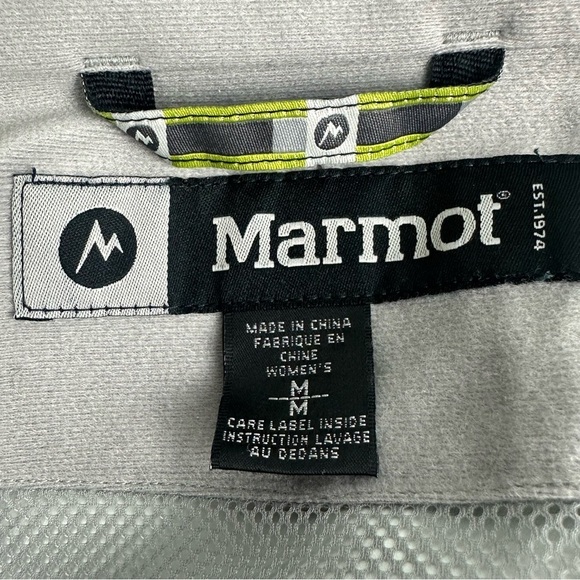 Marmot®
EST.1974
MADE IN CHINA
FABRIQUE EN
CHINE
WOMEN'S
M
M
CARE LABEL INSIDE
INSTRUCTION LAVAGE
AU DEDANS